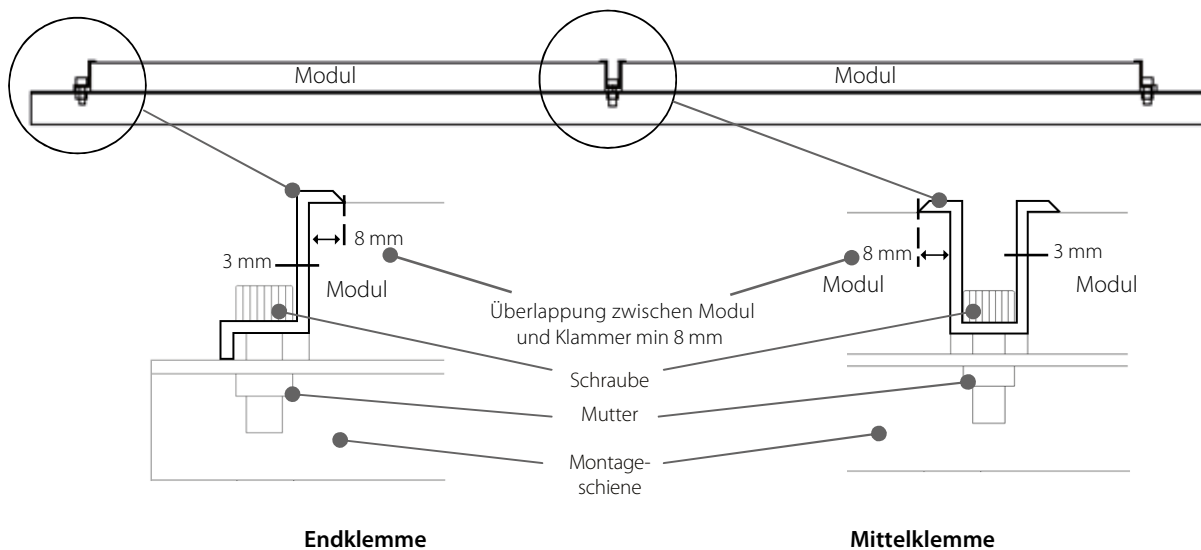 Modul
Modul
8 mm
3 mm
Modul
8 mm
3 mm
Modul
Modul
Überlappung zwischen Modul
und Klammer min 8 mm
Schraube
Mutter
Montage-
schiene
Endklemme
Mittelklemme